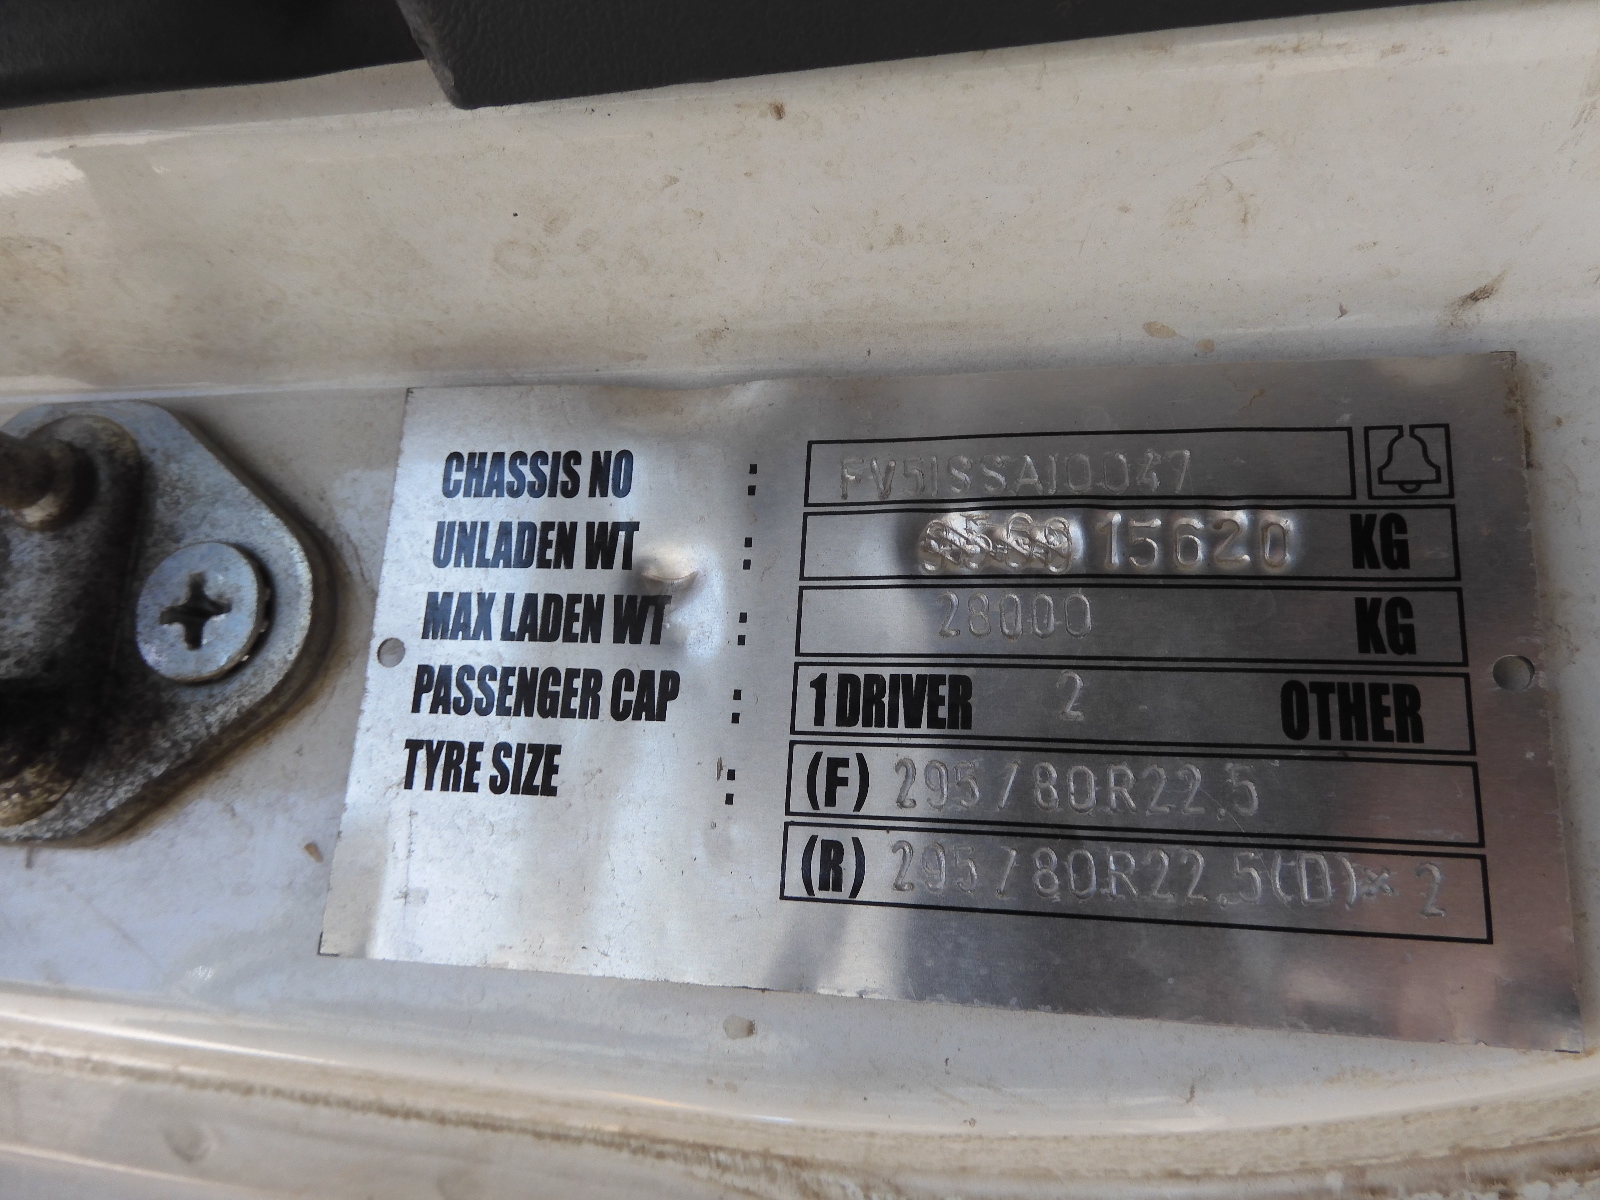 CHASSIS NO : FV51SSA10047
UNLADEN WT : 15620 KG
MAX LADEN WT : 28000 KG
PASSENGER CAP : 1 DRIVER 2 OTHER
TYRE SIZE : (F) 295/80R22.5
(R) 295/80R22.5(D)× 2